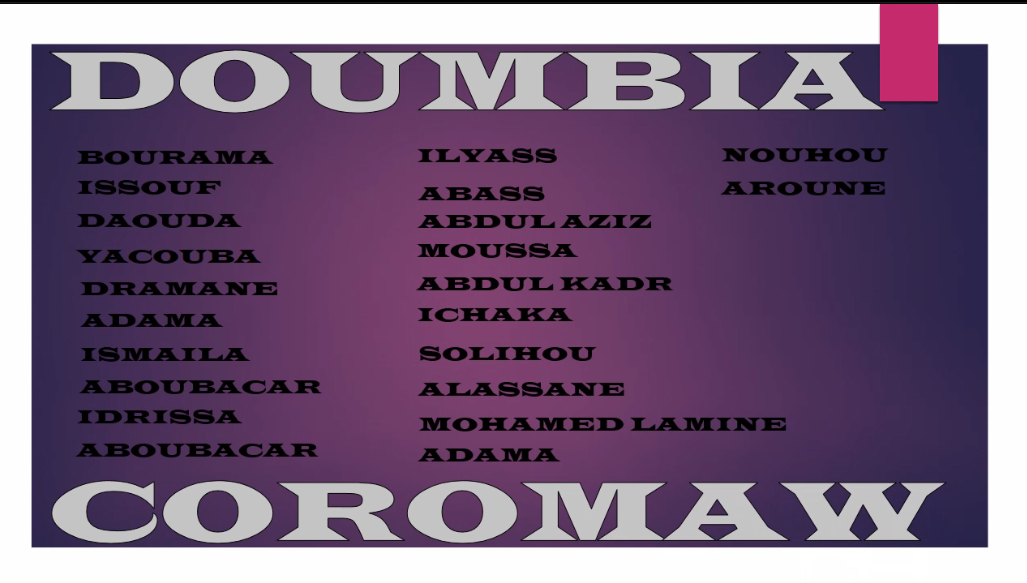 DOUMBIA
BOURAMA
ISSOUF
DAOUDA
YACOUBA
DRAMANE
ADAMA
ISMAILA
ABOUBACAR
IDRISSA
ABOUBACAR
ILYASS
ABASS
ABDUL AZIZ
MOUSSA
ABDUL KADR
ICHAKA
SOLIHOU
ALASSANE
MOHAMED LAMINE
ADAMA
NOUHOU
AROUNE
COROMAW